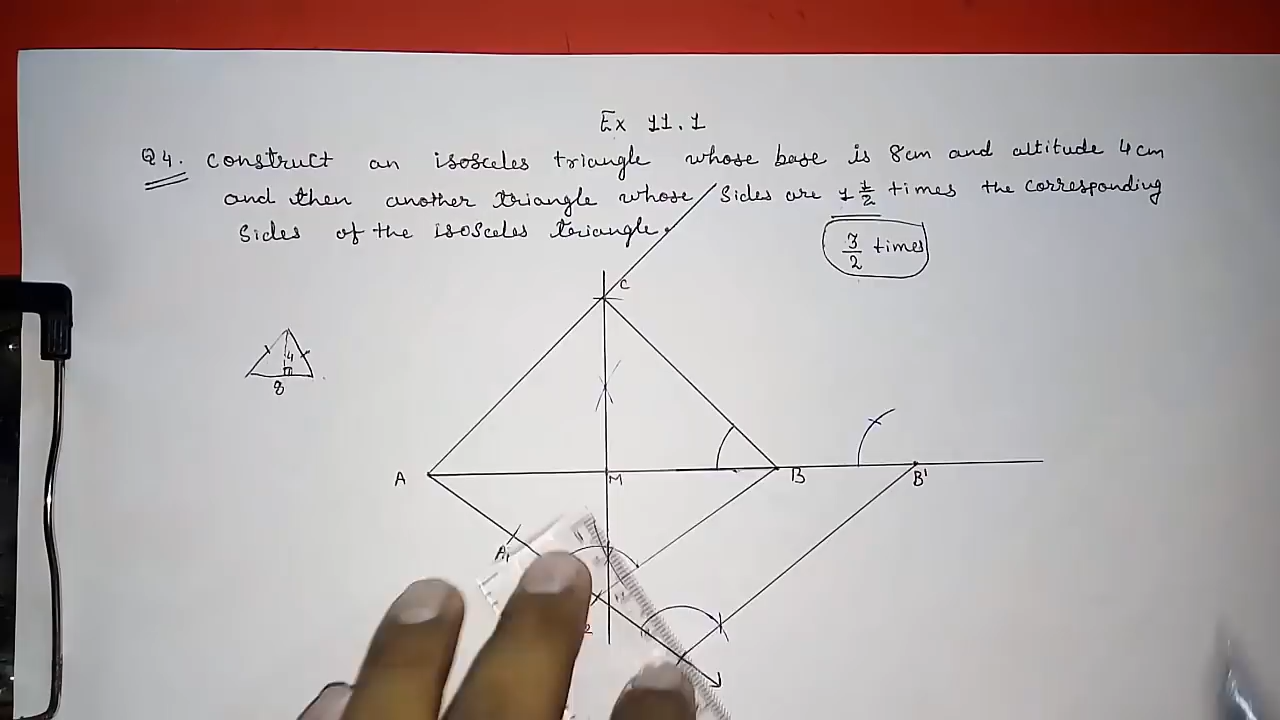 Ex 11.1
Q4. Construct an isosceles triangle whose base is 8cm and altitude 4cm
and then another triangle whose sides are 1 1/2 times the corresponding
sides of the isosceles triangle.
3/2 times
C
4
8
A M B B'
A1
2